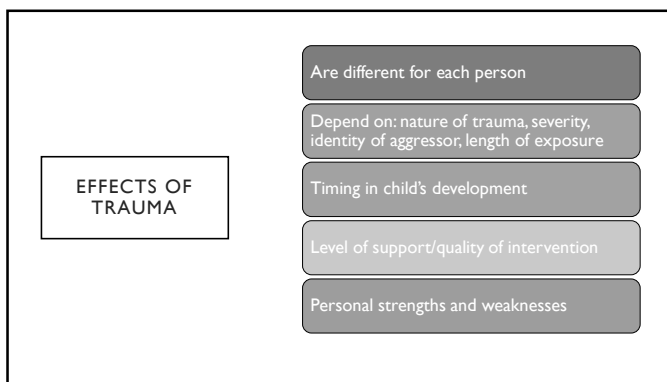 EFFECTS OF
TRAUMA
Are different for each person
Depend on: nature of trauma, severity,
identity of aggressor, length of exposure
Timing in child's development
Level of support/quality of intervention
Personal strengths and weaknesses